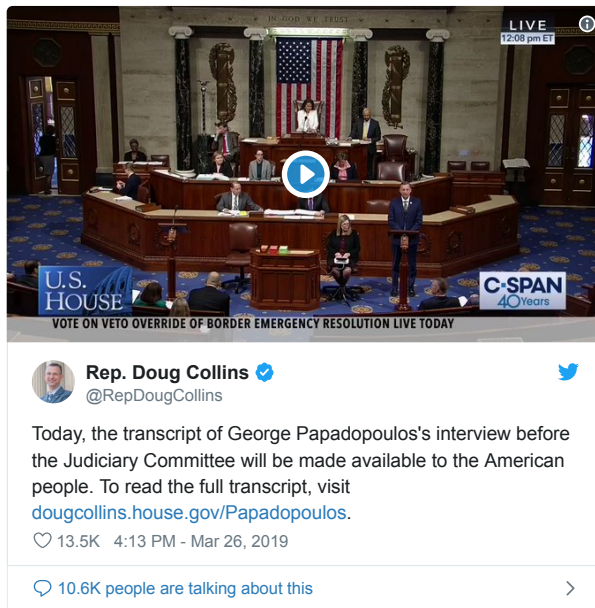 IN GOD WE TRUST
LIVE
12:08 pm ET
U.S.
HOUSE
C-SPAN
40Years
VOTE ON VETO OVERRIDE OF BORDER EMERGENCY RESOLUTION LIVE TODAY
Rep. Doug Collins
@RepDougCollins
Today, the transcript of George Papadopoulos's interview before
the Judiciary Committee will be made available to the American
people. To read the full transcript, visit
dougcollins.house.gov/Papadopoulos.
13.5K 4:13 PM - Mar 26, 2019
10.6K people are talking about this